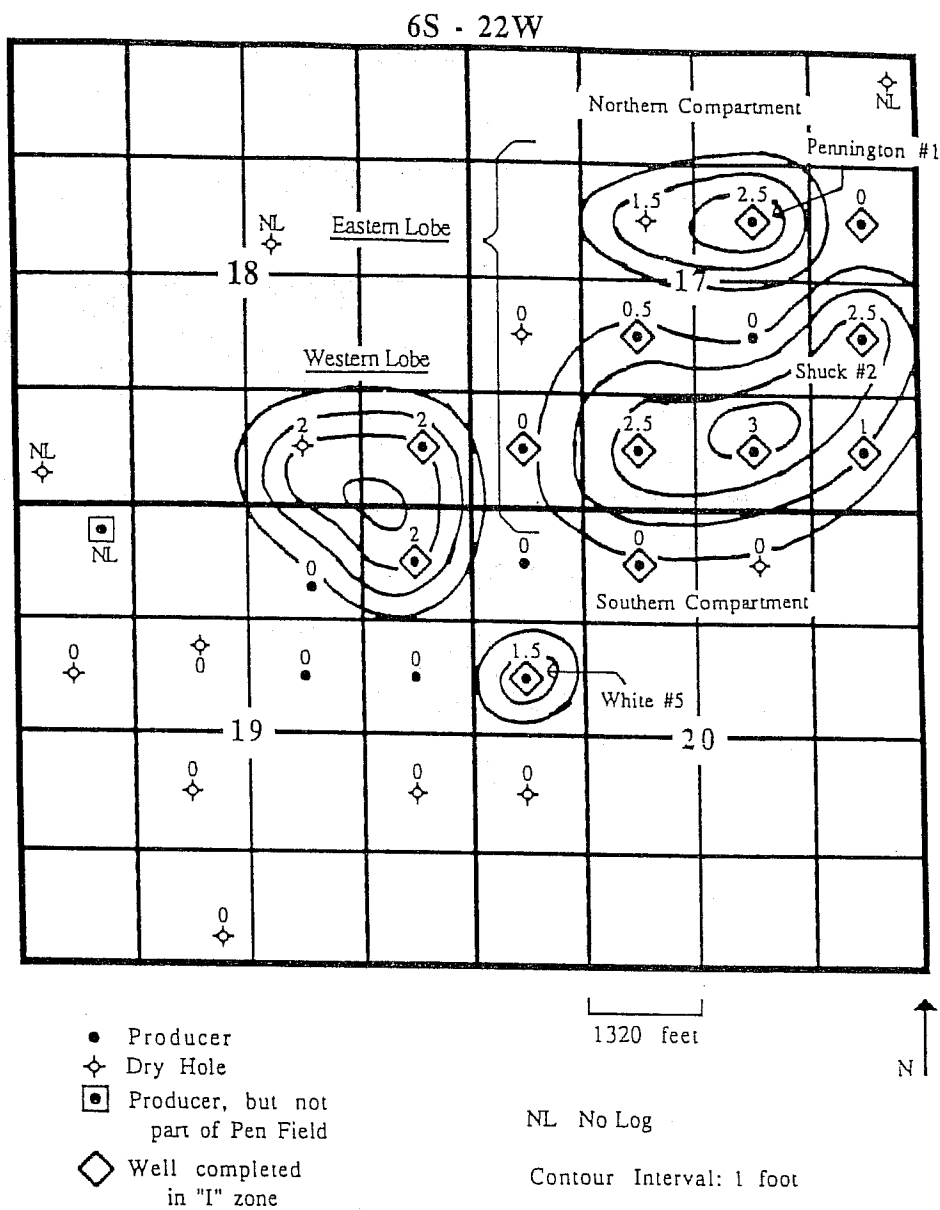 6S - 22W
NL
Northern Compartment
Pennington #1
1.5
2.5
0
NL
Eastern Lobe
18
17
0
0.5
0
2.5
Western Lobe
Shuck #2
2
2
0
2.5
3
1
NL
NL
2
0
0
0
0
Southern Compartment
0
0
0
0
1.5
White #5
19
20
0
0
0
0
1320 feet
N
Producer
Dry Hole
Producer, but not
part of Pen Field
Well completed
in "I" zone
NL No Log
Contour Interval: 1 foot